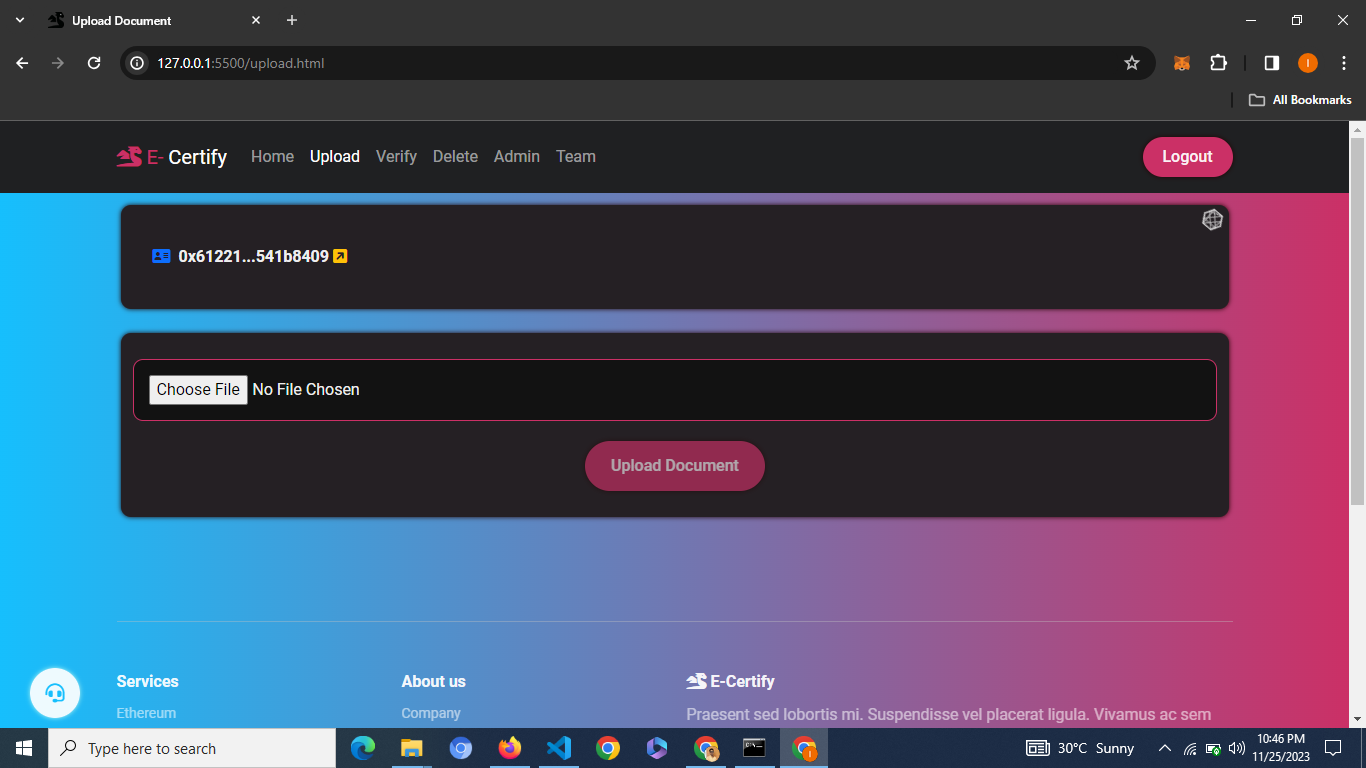 Upload Document
127.0.0.1:5500/upload.html
I
All Bookmarks
E- Certify Home Upload Verify Delete Admin Team Logout
0x61221...541b8409
Choose File No File Chosen
Upload Document
Services About us E-Certify
Ethereum Company Praesent sed lobortis mi. Suspendisse vel placerat ligula. Vivamus ac sem
Type here to search
30°C Sunny
10:46 PM
11/25/2023